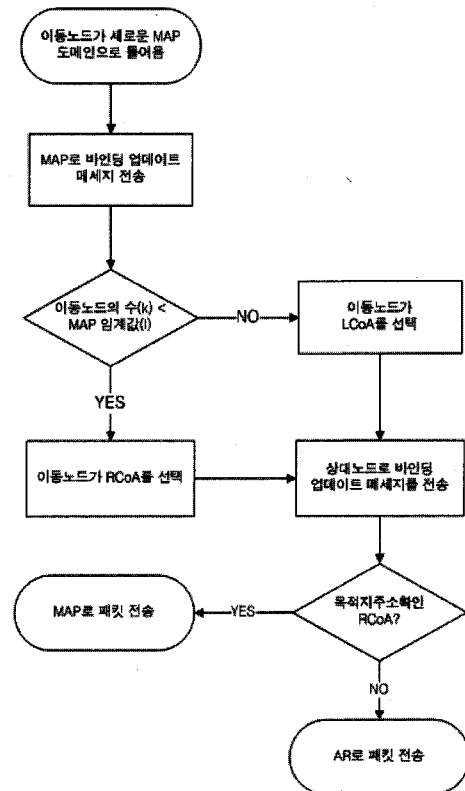 이동노드가 새로운 MAP
도메인으로 들어옴
MAP로 바인딩 업데이트
메세지 전송
이동노드의 수(k) <
MAP 임계값(l)
NO
이동노드가
LCoA를 선택
YES
이동노드가 RCoA를 선택
상대노드로 바인딩
업데이트 메세지를 전송
목적지주소확인
RCoA?
YES
MAP로 패킷 전송
NO
AR로 패킷 전송